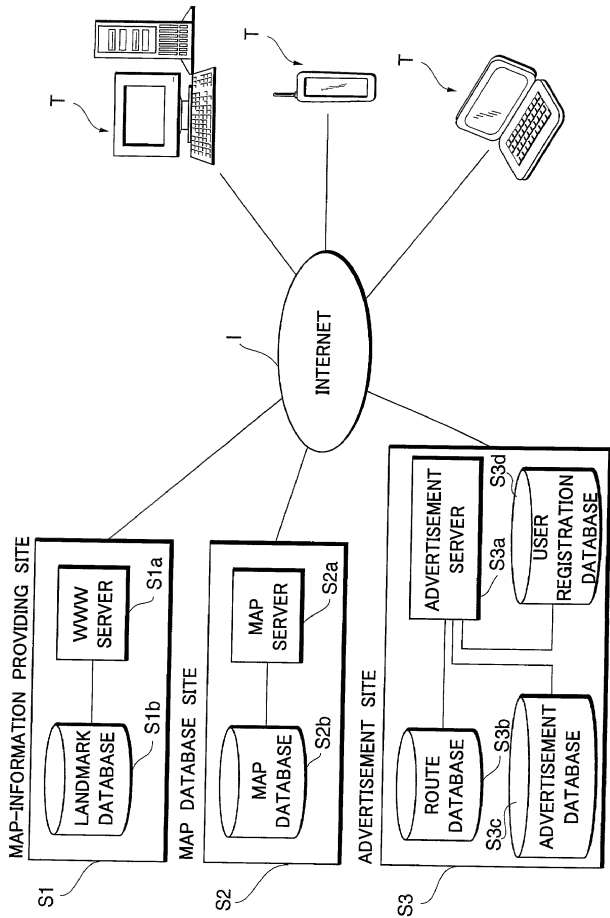 MAP-INFORMATION PROVIDING SITE
S1
LANDMARK
DATABASE
S1b
WWW
SERVER
S1a
MAP DATABASE SITE
S2
MAP
DATABASE
S2b
MAP
SERVER
S2a
ADVERTISEMENT SITE
S3
ROUTE
DATABASE
S3b
S3c
ADVERTISEMENT
DATABASE
ADVERTISEMENT
SERVER
S3a
S3d
USER
REGISTRATION
DATABASE
I
INTERNET
T
T
T